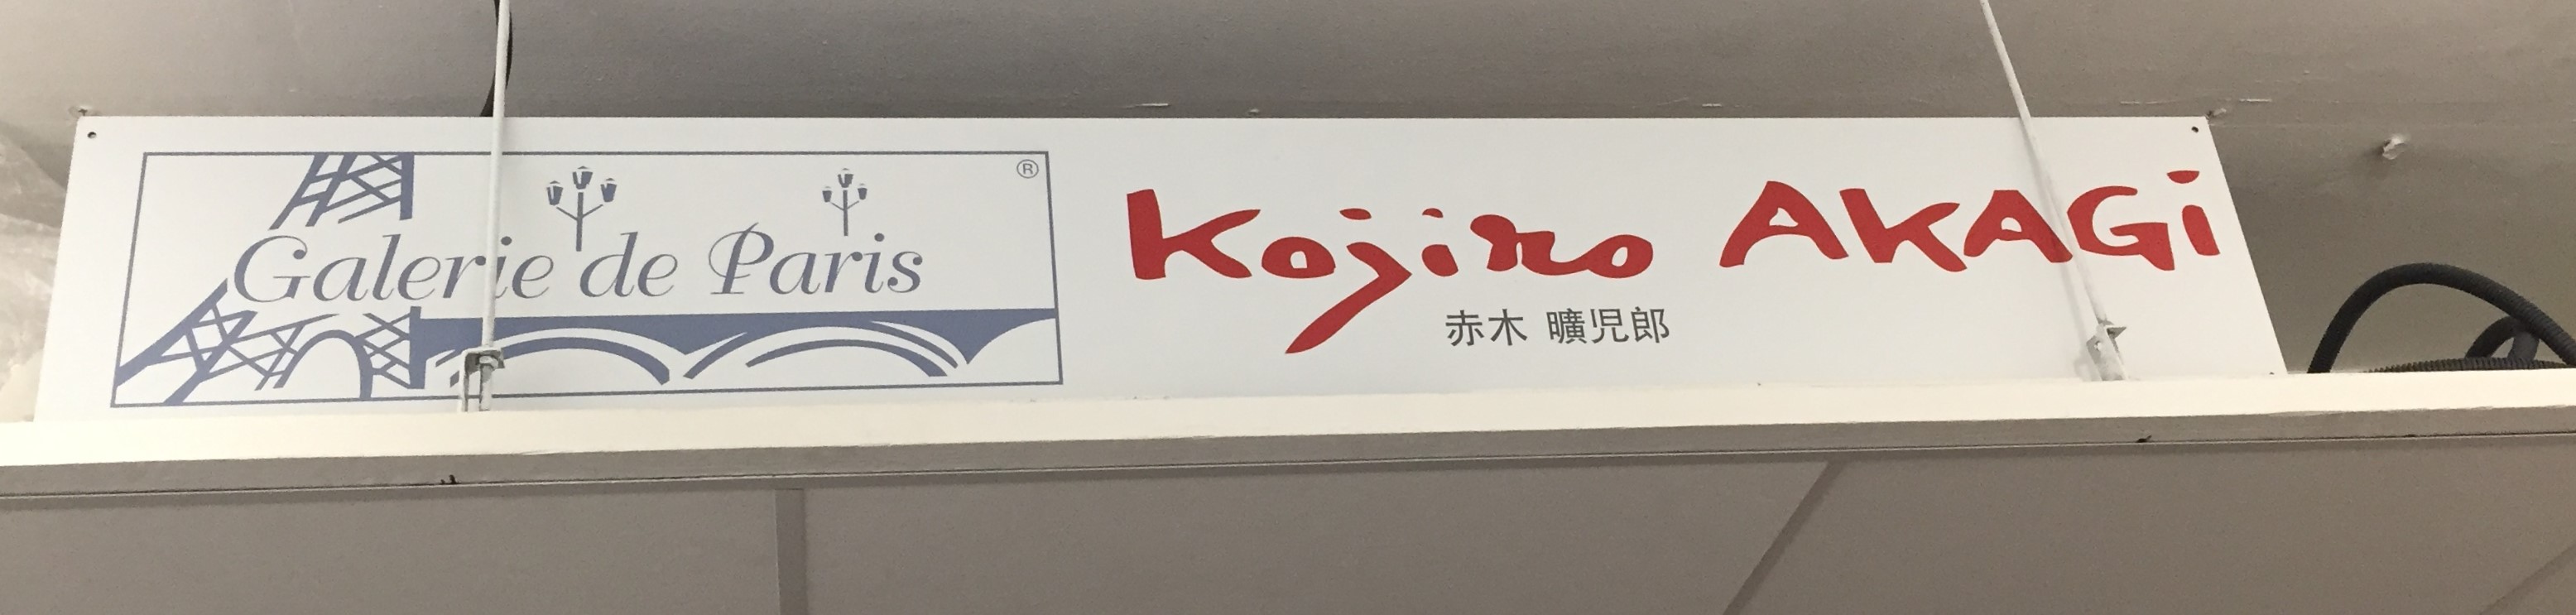 Galerie de Paris
®
Kojiro AKAGi
赤木 曠児郎